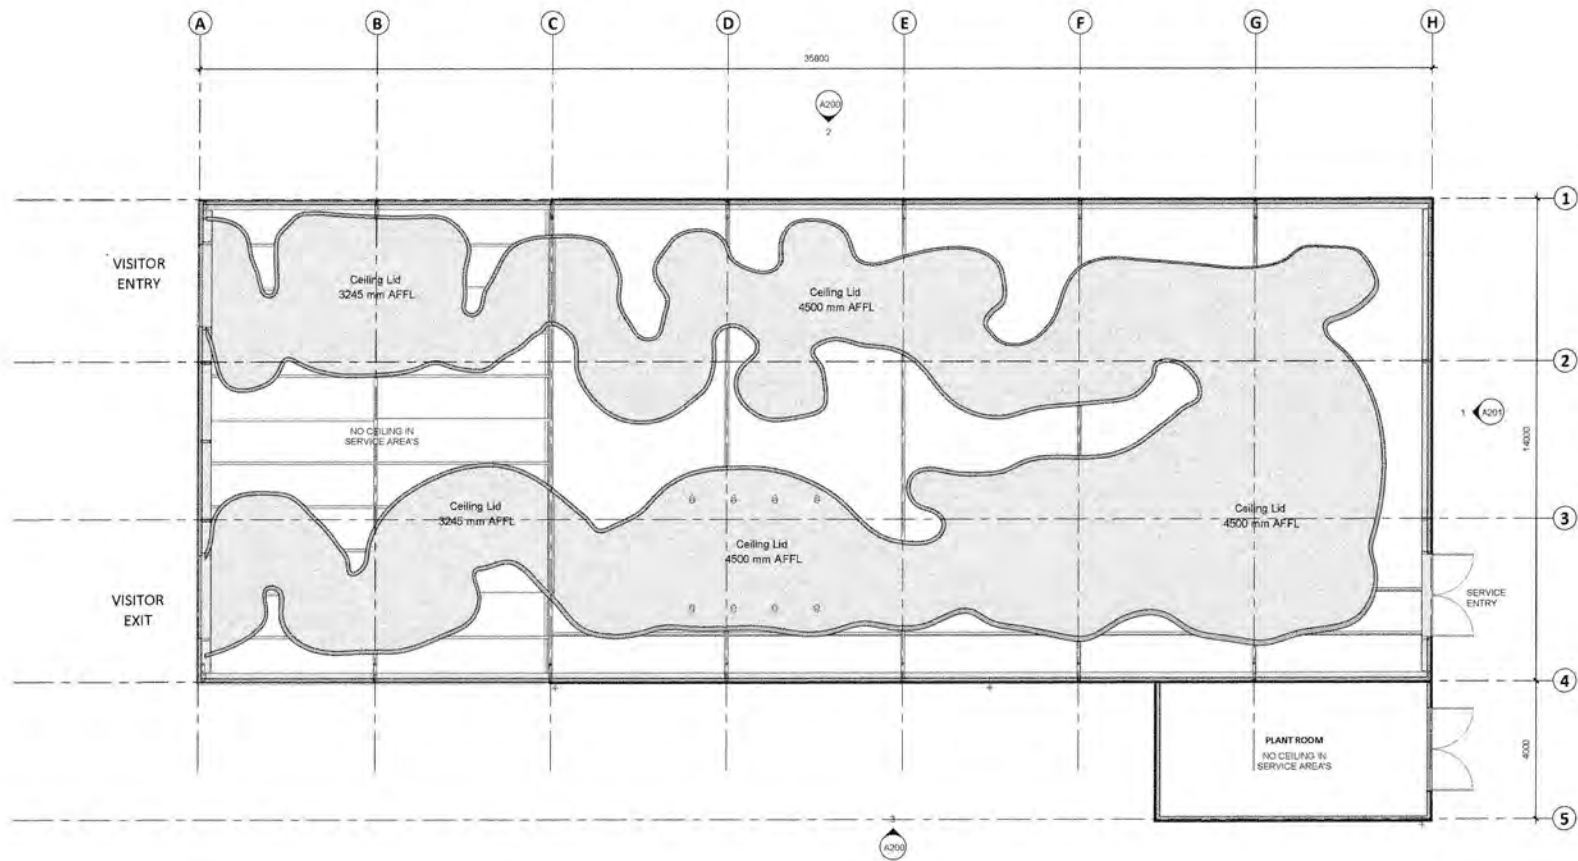 A
B
C
D
E
F
G
H
35800
A200
2
1
VISITOR
ENTRY
Ceiling Lid
3245 mm AFFL
Ceiling Lid
4500 mm AFFL
2
1
A201
NO CEILING IN
SERVICE AREA'S
14000
Ceiling Lid
3245 mm AFFL
Ceiling Lid
4500 mm AFFL
3
Ceiling Lid
4500 mm AFFL
VISITOR
EXIT
SERVICE
ENTRY
4
PLANT ROOM
NO CEILING IN
SERVICE AREA'S
4000
5
3
A200